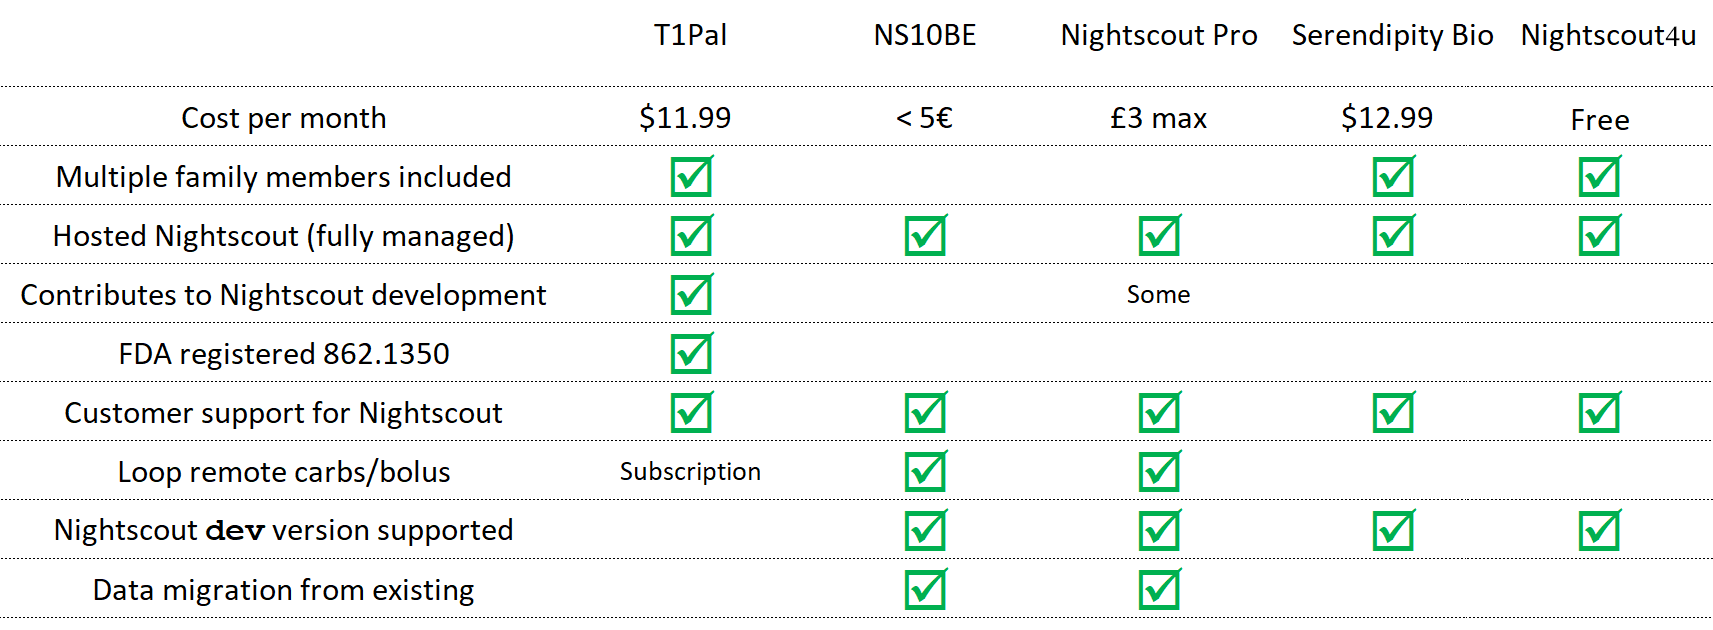 T1Pal NS10BE Nightscout Pro Serendipity Bio Nightscout4u
Cost per month $11.99 < 5€ £3 max $12.99 Free
Multiple family members included
Hosted Nightscout (fully managed)
Contributes to Nightscout development Some
FDA registered 862.1350
Customer support for Nightscout
Loop remote carbs/bolus Subscription
Nightscout dev version supported
Data migration from existing